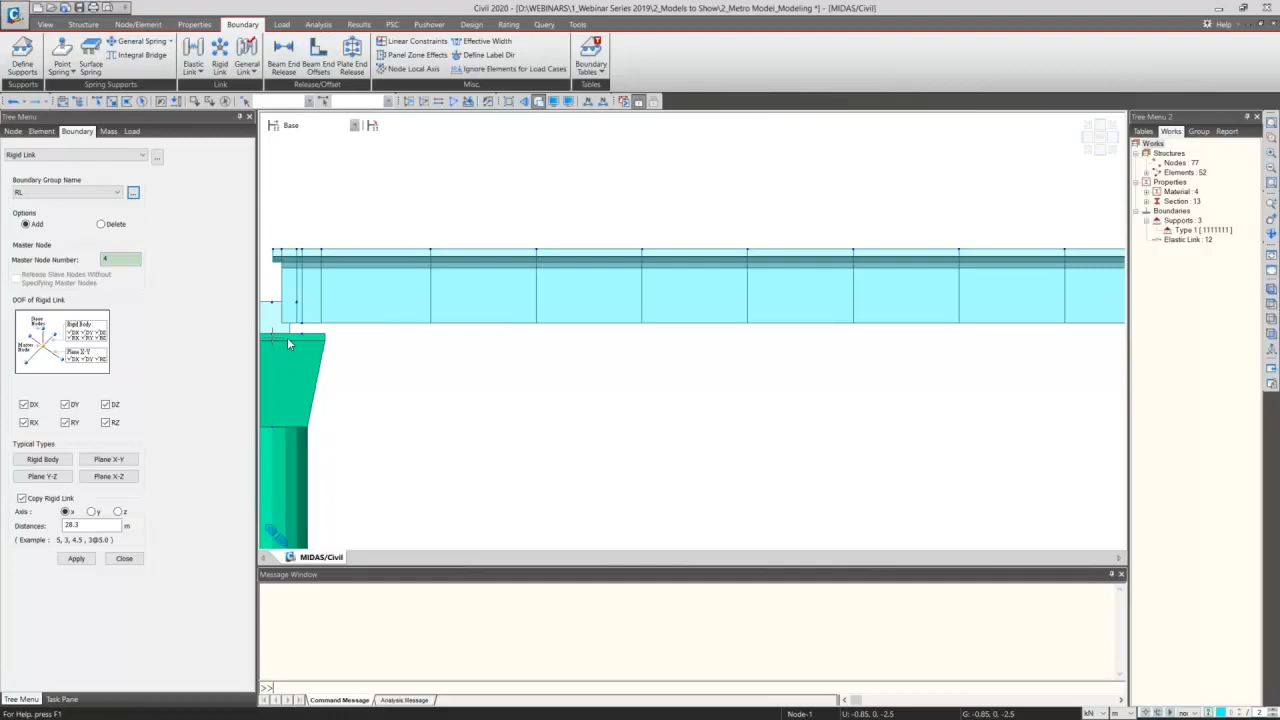 Civil 2020 - [D:\WEBINARS\1_Webinar Series 2019\2_Models to Show\2_Metro Model_Modeling *] - [MIDAS/Civil]
View Structure Node/Element Properties Load Analysis Results PSC Pushover Design Rating Query Tools
Boundary
Help
Define Supports
Point Spring
Surface Spring
General Spring
Integral Bridge
Elastic Link
Rigid Link
General Link
Beam End Release
Beam End Offsets
Plate End Release
Linear Constraints
Panel Zone Effects
Node Local Axis
Effective Width
Define Label Dir
Ignore Elements for Load Cases
Boundary Tables
Supports Spring Supports Link Release/Offset Misc. Tables
Tree Menu
Node Element Boundary Mass Load
Rigid Link
...
Boundary Group Name
RL
...
Options
Add Delete
Master Node
Master Node Number: 4
Release Slave Nodes Without
Specifying Master Nodes
DOF of Rigid Link
Slave Nodes
Master Node
Rigid Body
Plane X-Y
DX DY DZ
RX RY RZ
Typical Types
Rigid Body Plane X-Y
Plane Y-Z Plane X-Z
Copy Rigid Link
Axis : x y z
Distances: 28.3 m
( Example : 5, 3, 4.5 , 3@5.0 )
Apply Close
Tree Menu Task Pane
For Help, press F1
Base
MIDAS/Civil
Message Window
>>
Command Message Analysis Message
Node-1
U: -0.85, 0, -2.5
G: -0.85, 0, -2.5
kN m
2
Tree Menu 2
Tables Works Group Report
Works
Structures
Nodes : 77
Elements : 52
Properties
Material : 4
Section : 13
Boundaries
Supports : 3
Type 1 [ 1111111 ]
Elastic Link : 12